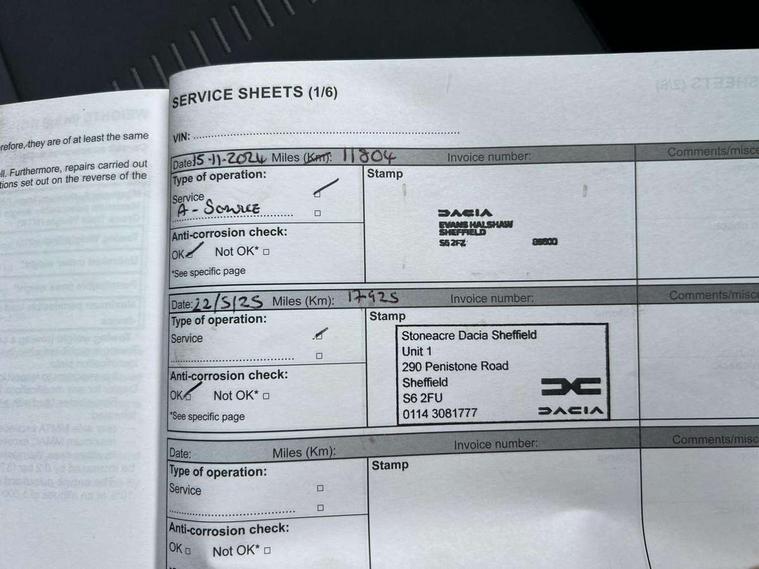 refore, they are of at least the same
ll. Furthermore, repairs carried out
tions set out on the reverse of the
SERVICE SHEETS (1/6)
VIN:
Date: 15-11-2024 Miles (Km): 11804 Invoice number: Comments/misce
Type of operation: Stamp
Service
A - Service
DACIA
EVANS HALSHAW
SHEFFIELD
S6 2FZ
Anti-corrosion check:
OK Not OK*
*See specific page
Date: 22/5/25 Miles (Km): 17925 Invoice number: Comments/misc
Type of operation: Stamp
Service
Stoneacre Dacia Sheffield
Unit 1
290 Penistone Road
Sheffield
S6 2FU
0114 3081777
DACIA
Anti-corrosion check:
OK Not OK*
*See specific page
Date: Miles (Km): Invoice number: Comments/misc
Type of operation: Stamp
Service
Anti-corrosion check:
OK Not OK*